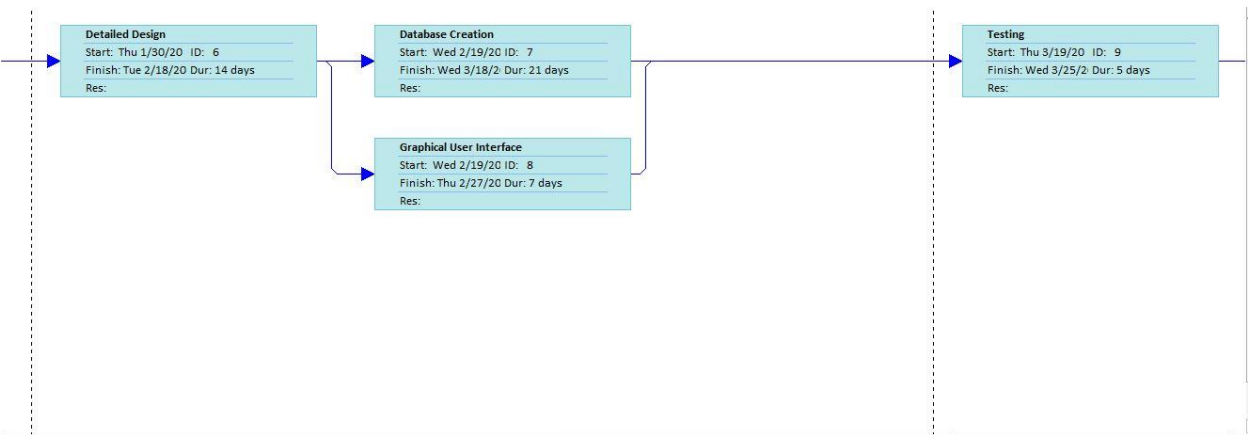 Detailed Design
Start: Thu 1/30/20 ID: 6
Finish: Tue 2/18/20 Dur: 14 days
Res:
Database Creation
Start: Wed 2/19/20 ID: 7
Finish: Wed 3/18/2 Dur: 21 days
Res:
Graphical User Interface
Start: Wed 2/19/20 ID: 8
Finish: Thu 2/27/20 Dur: 7 days
Res:
Testing
Start: Thu 3/19/20 ID: 9
Finish: Wed 3/25/2 Dur: 5 days
Res: